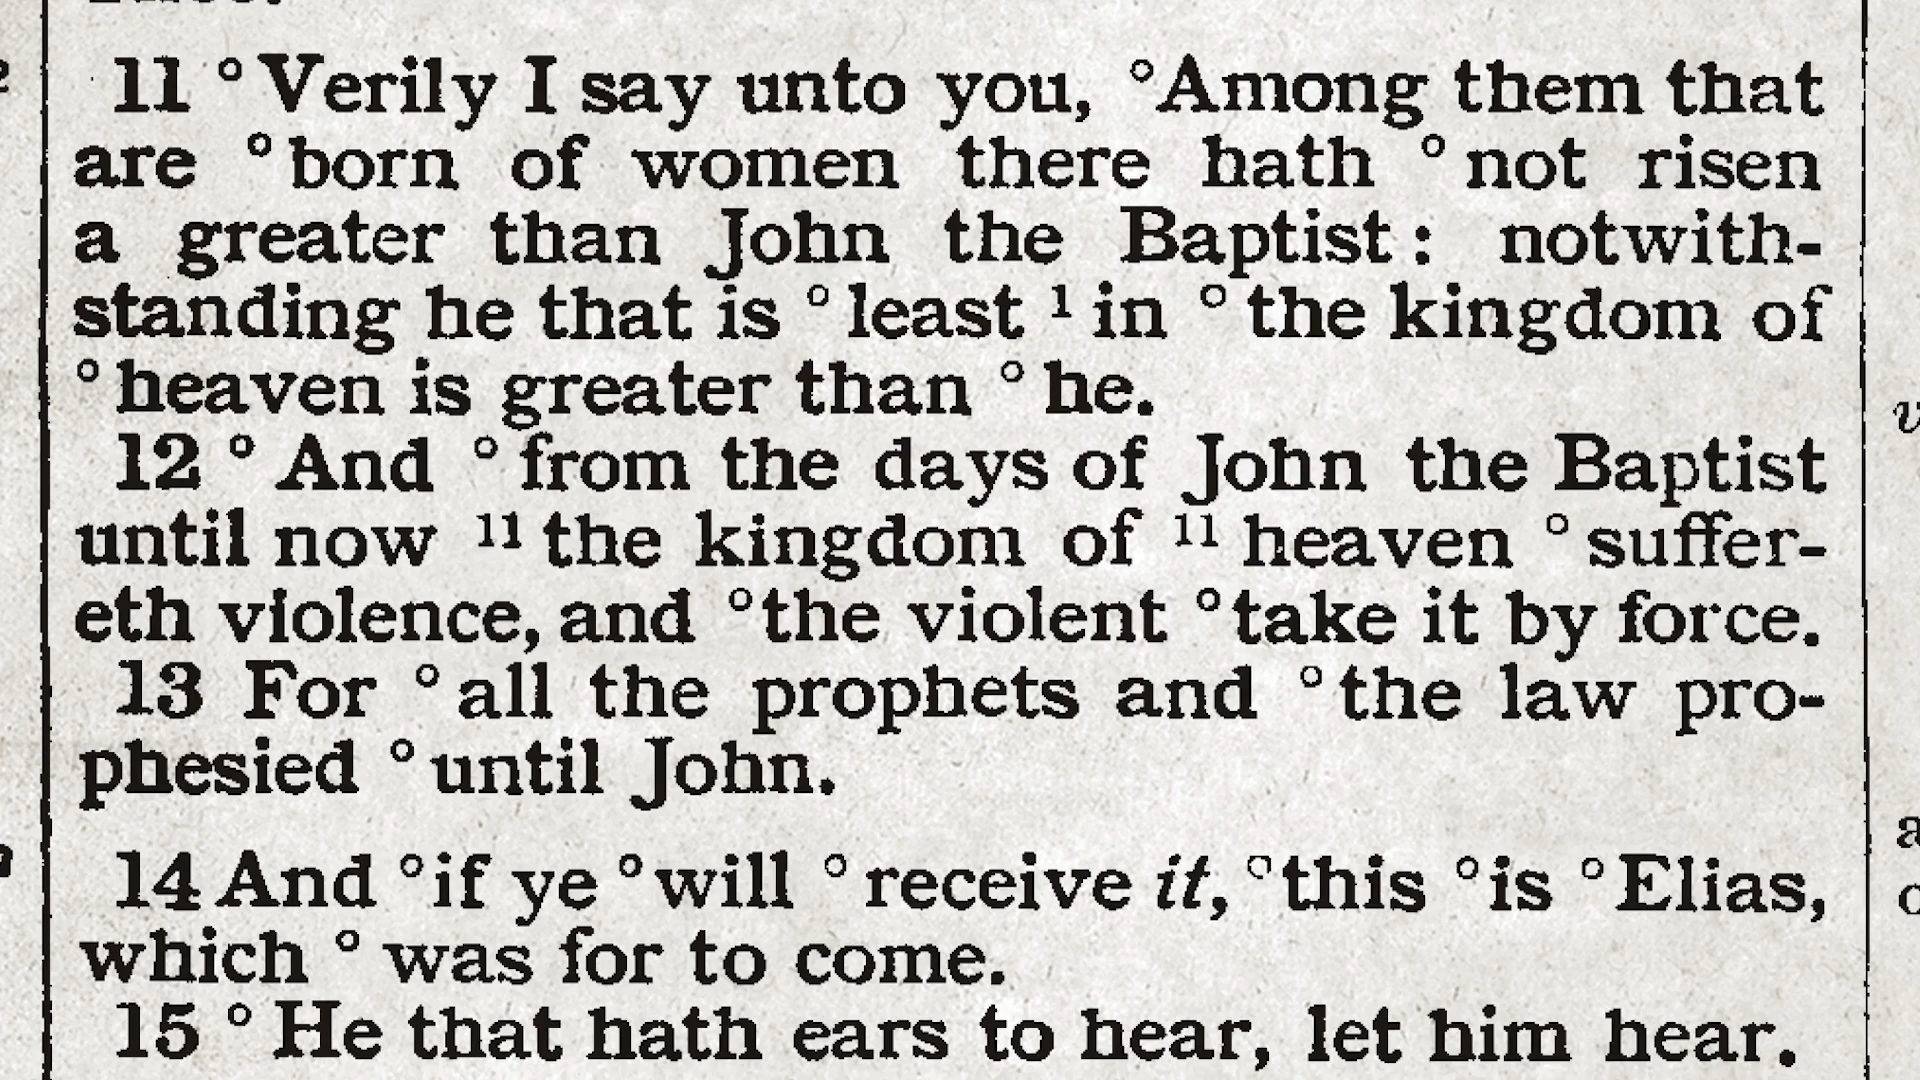 11 °Verily I say unto you, °Among them that
are °born of women there hath °not risen
a greater than John the Baptist: notwith-
standing he that is °least ¹ in °the kingdom of
°heaven is greater than °he.
12 ° And °from the days of John the Baptist
until now ¹¹ the kingdom of ¹¹ heaven °suffer-
eth violence, and °the violent °take it by force.
13 For °all the prophets and °the law pro-
phesied °until John.
14 And °if ye °will °receive it, °this °is °Elias,
which ° was for to come.
15 ° He that hath ears to hear, let him hear.